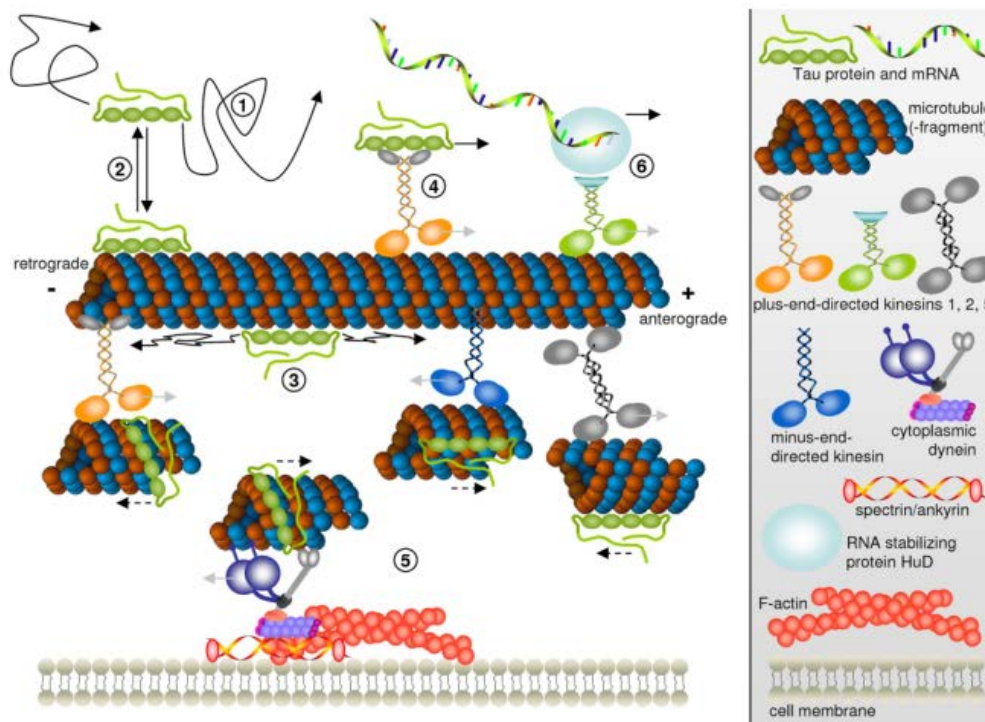 1
2
4
6
retrograde
-
+
anterograde
3
5
Tau protein and mRNA
microtubule
(-fragment)
plus-end-directed kinesins 1, 2, 5
minus-end-
directed kinesin
cytoplasmic
dynein
spectrin/ankyrin
RNA stabilizing
protein HuD
F-actin
cell membrane